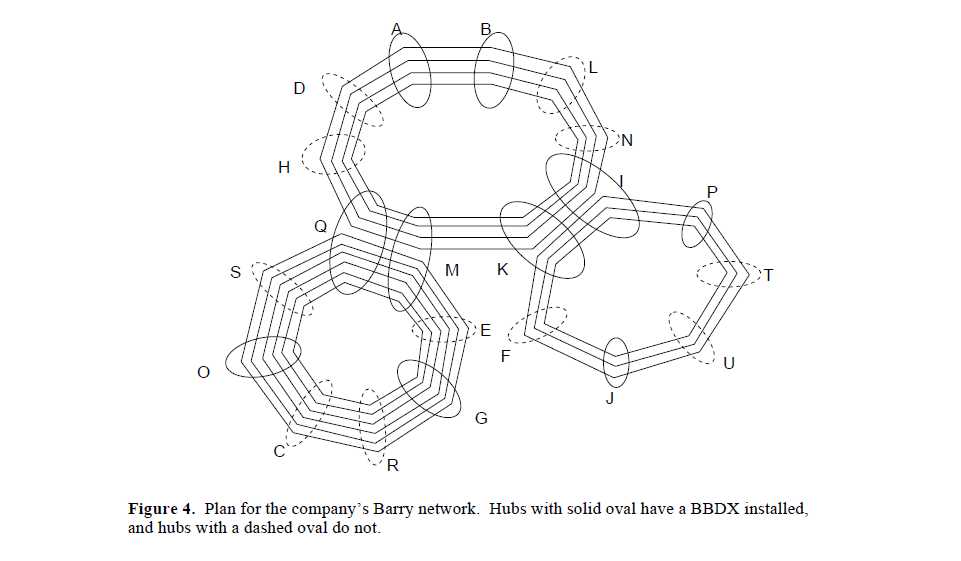 A
B
L
D
N
H
I
P
Q
S
M
K
T
E
F
U
O
J
G
C
R
Figure 4. Plan for the company's Barry network. Hubs with solid oval have a BBDX installed,
and hubs with a dashed oval do not.